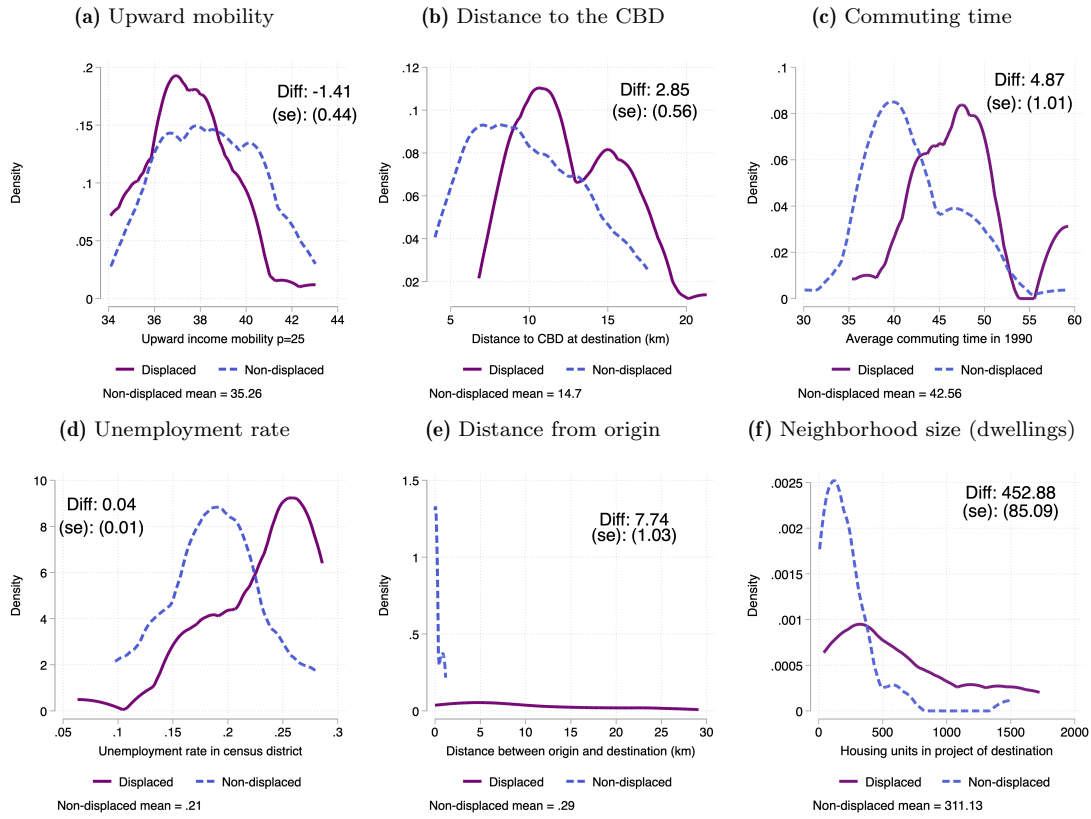 (a) Upward mobility
.2
.15
.1
.05
0
Density
Diff: -1.41
(se): (0.44)
34 36 38 40 42 44
Upward income mobility p=25
Displaced Non-displaced
Non-displaced mean = 35.26
(b) Distance to the CBD
.12
.1
.08
.06
.04
.02
Density
Diff: 2.85
(se): (0.56)
5 10 15 20
Distance to CBD at destination (km)
Displaced Non-displaced
Non-displaced mean = 14.7
(c) Commuting time
.1
.08
.06
.04
.02
0
Density
Diff: 4.87
(se): (1.01)
30 35 40 45 50 55 60
Average commuting time in 1990
Displaced Non-displaced
Non-displaced mean = 42.56
(d) Unemployment rate
10
8
6
4
2
0
Density
Diff: 0.04
(se): (0.01)
.05 .1 .15 .2 .25 .3
Unemployment rate in census district
Displaced Non-displaced
Non-displaced mean = .21
(e) Distance from origin
1.5
1
.5
0
Density
Diff: 7.74
(se): (1.03)
0 5 10 15 20 25 30
Distance between origin and destination (km)
Displaced Non-displaced
Non-displaced mean = .29
(f) Neighborhood size (dwellings)
.0025
.002
.0015
.001
.0005
0
Density
Diff: 452.88
(se): (85.09)
0 500 1000 1500 2000
Housing units in project of destination
Displaced Non-displaced
Non-displaced mean = 311.13